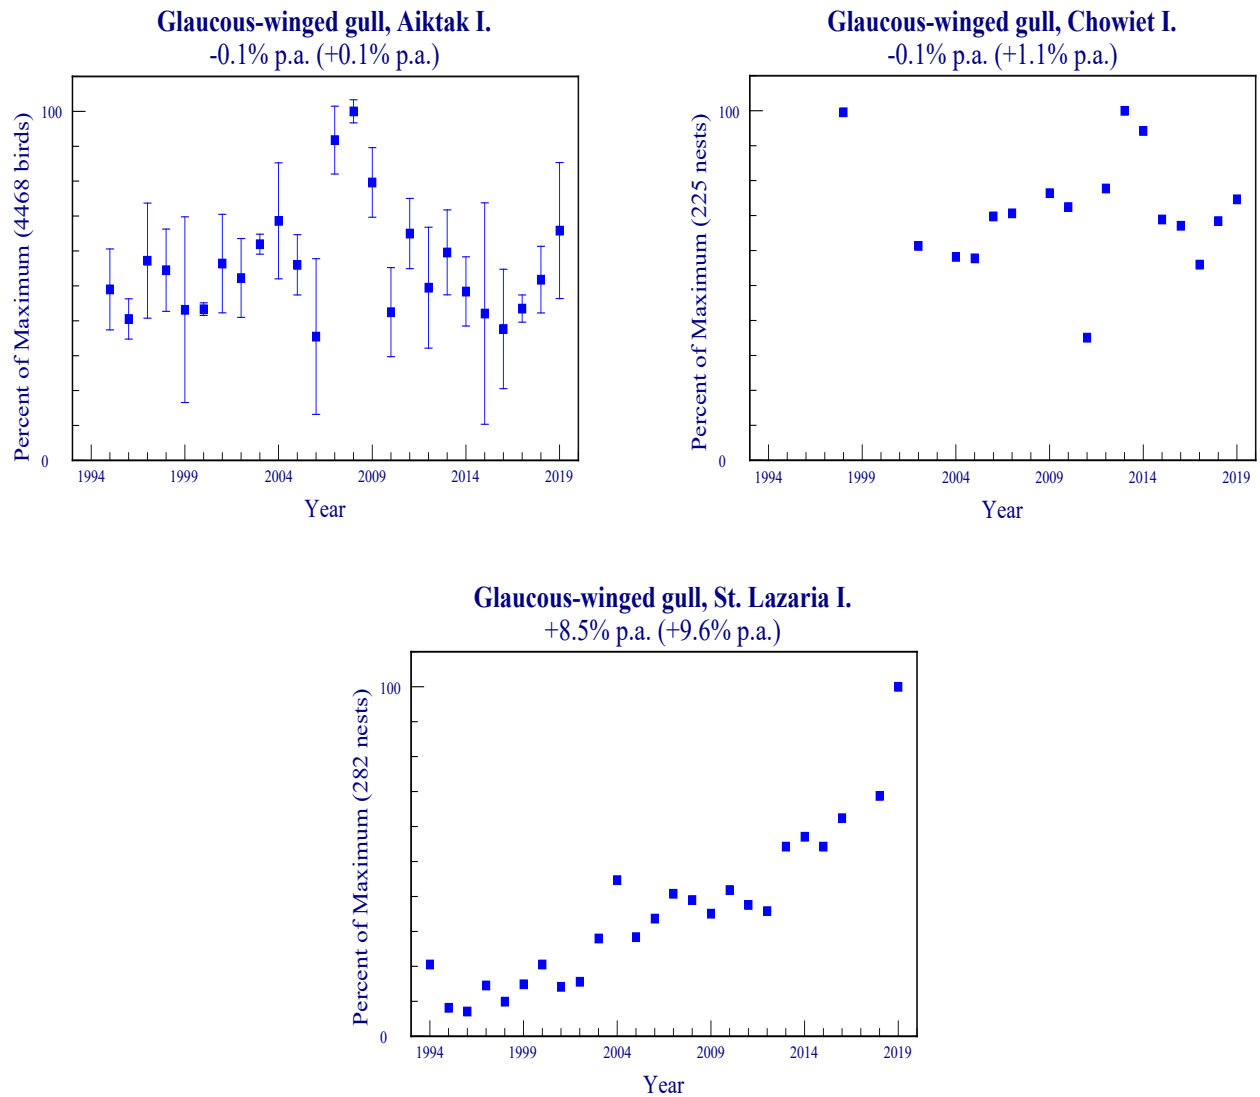 Glaucous-winged gull, Aiktak I.
-0.1% p.a. (+0.1% p.a.)
Percent of Maximum (4468 birds)
100
0
1994 1999 2004 2009 2014 2019
Year
Glaucous-winged gull, Chowiet I.
-0.1% p.a. (+1.1% p.a.)
Percent of Maximum (225 nests)
100
0
1994 1999 2004 2009 2014 2019
Year
Glaucous-winged gull, St. Lazaria I.
+8.5% p.a. (+9.6% p.a.)
Percent of Maximum (282 nests)
100
0
1994 1999 2004 2009 2014 2019
Year